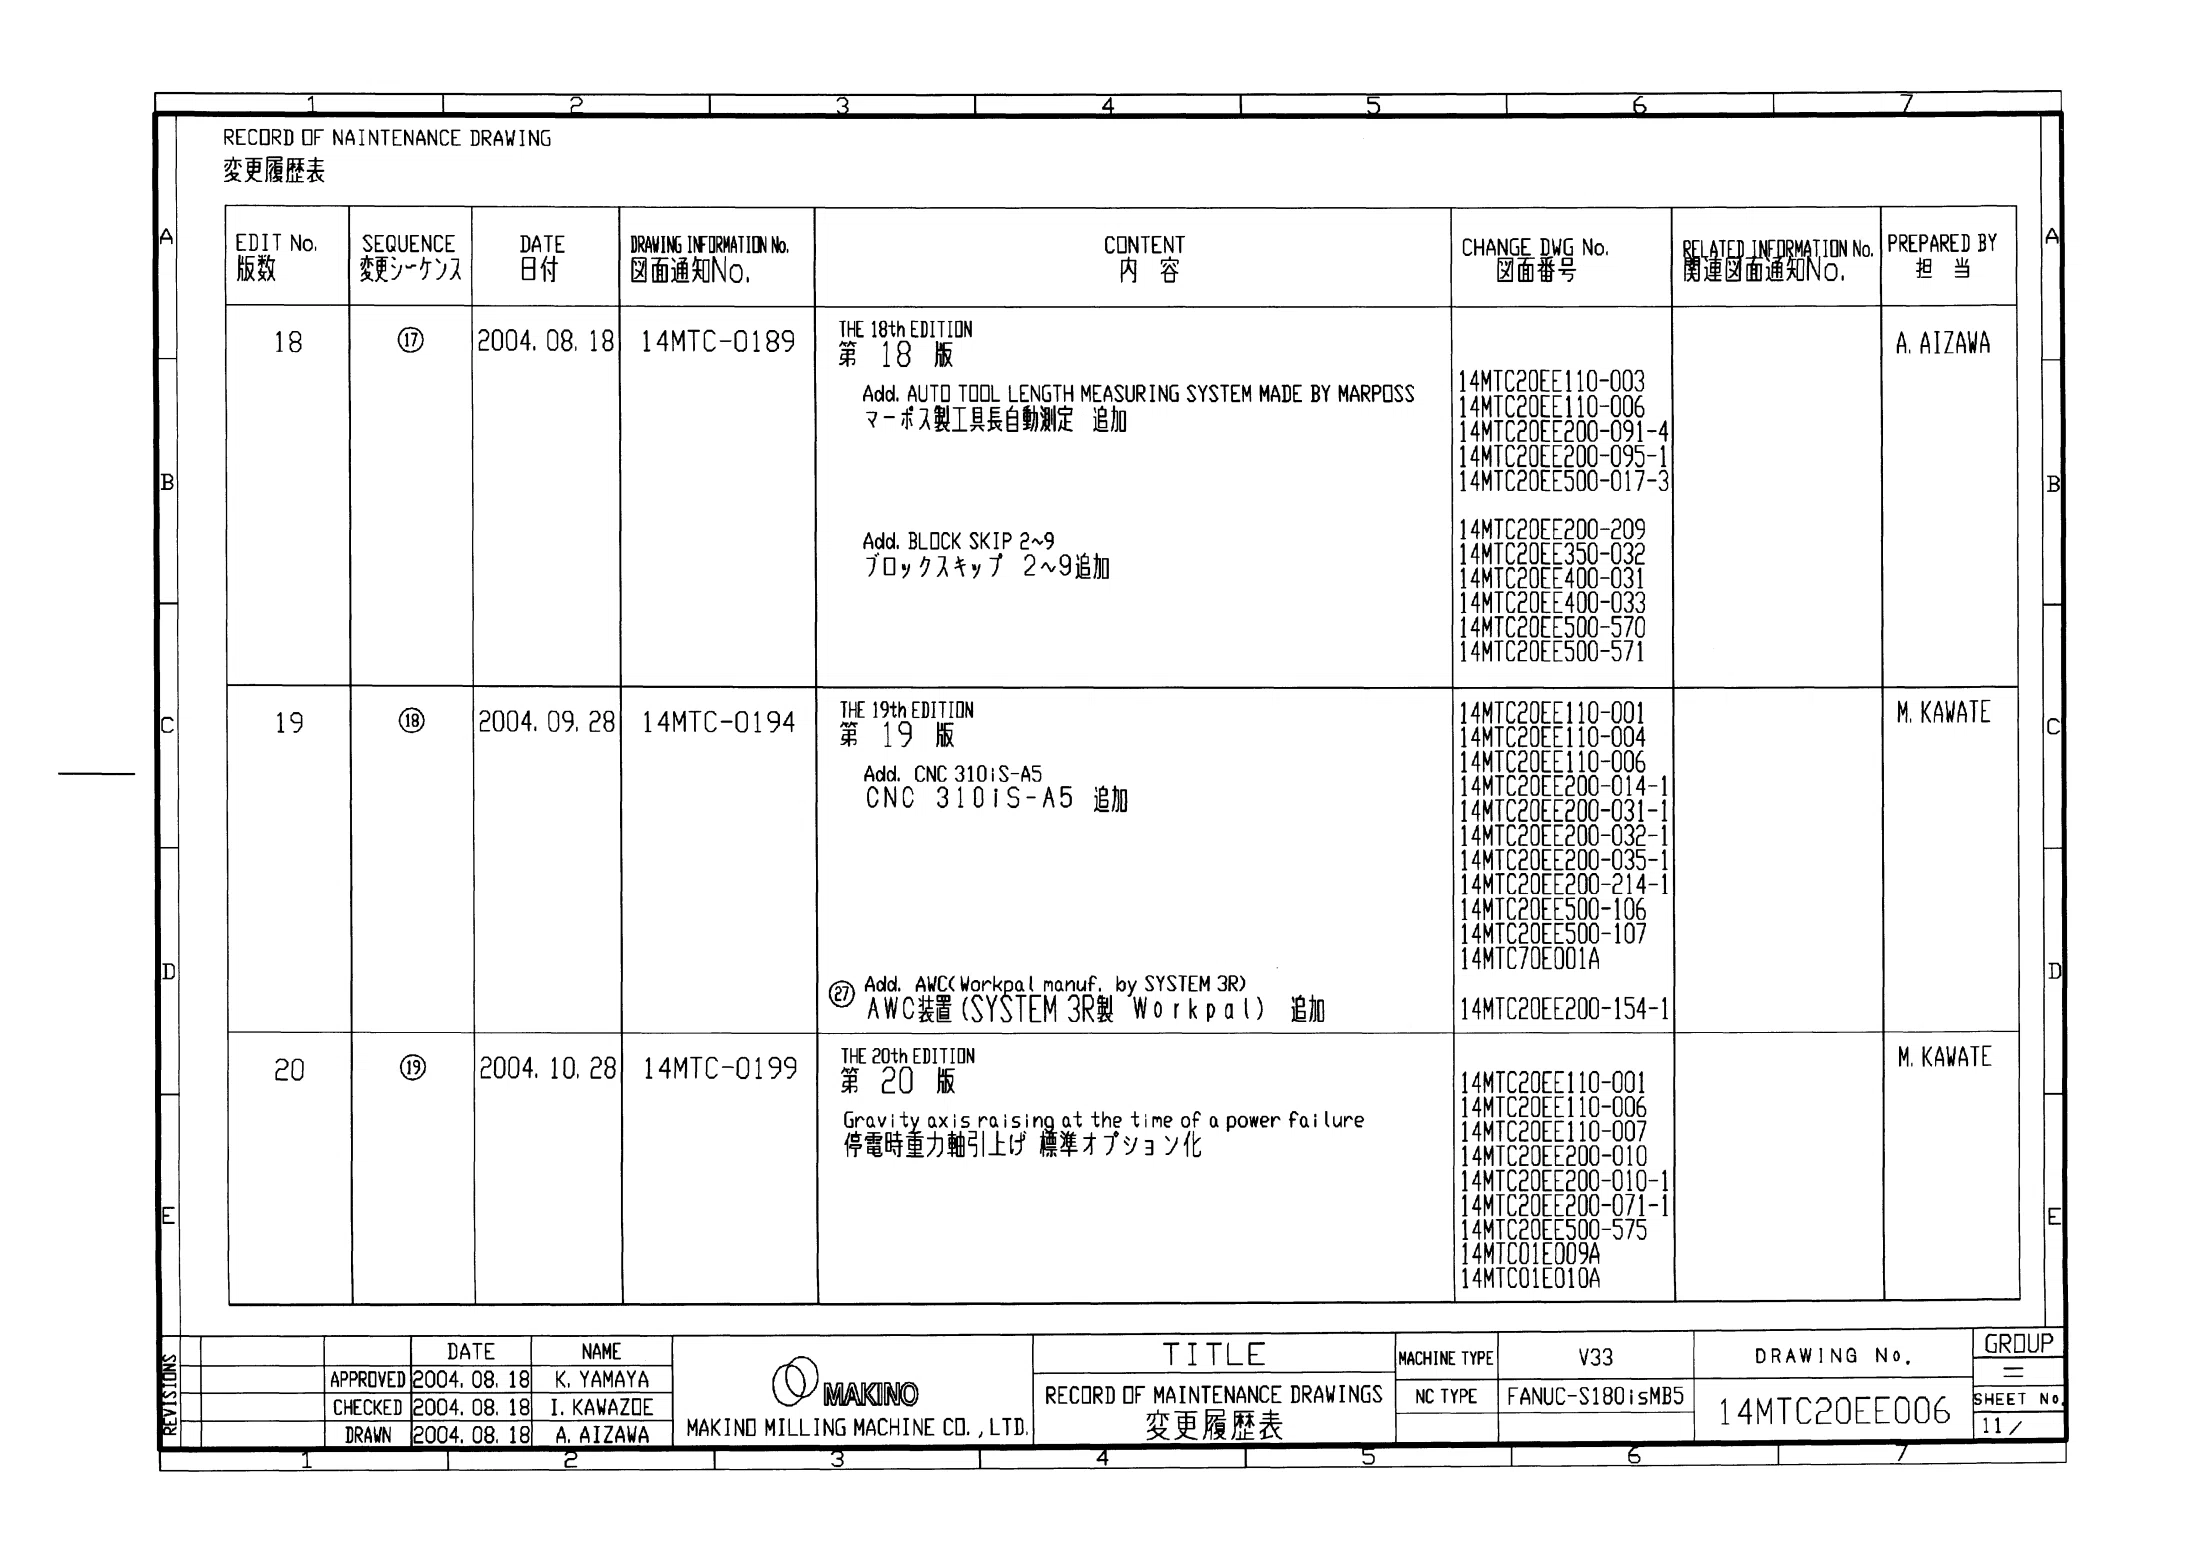 1 2 3 4 5 6 7
RECORD OF NAINTENANCE DRAWING
変更履歴表
EDIT No.
版数
SEQUENCE
変更シーケンス
DATE
日付
DRAWING INFORMATION No.
図面通知No.
CONTENT
内 容
CHANGE DWG No.
図面番号
RELATED INFORMATION No.
関連図面通知No.
PREPARED BY
担 当
18
⑰
2004. 08. 18
14MTC-0189
THE 18th EDITION
第 18 版
Add. AUTO TOOL LENGTH MEASURING SYSTEM MADE BY MARPOSS
マーポス製工具長自動測定 追加
Add. BLOCK SKIP 2~9
ブロックスキップ 2~9追加
14MTC20EE110-003
14MTC20EE110-006
14MTC20EE200-091-4
14MTC20EE200-095-1
14MTC20EE500-017-3
14MTC20EE200-209
14MTC20EE350-032
14MTC20EE400-031
14MTC20EE400-033
14MTC20EE500-570
14MTC20EE500-571
A. AIZAWA
19
⑱
2004. 09. 28
14MTC-0194
THE 19th EDITION
第 19 版
Add. CNC 310iS-A5
CNC 310iS-A5 追加
㉗ Add. AWC(Workpal manuf. by SYSTEM 3R)
AWC装置(SYSTEM 3R製 Workpal) 追加
14MTC20EE110-001
14MTC20EE110-004
14MTC20EE110-006
14MTC20EE200-014-1
14MTC20EE200-031-1
14MTC20EE200-032-1
14MTC20EE200-035-1
14MTC20EE200-214-1
14MTC20EE500-106
14MTC20EE500-107
14MTC70E001A
14MTC20EE200-154-1
M. KAWATE
20
⑲
2004. 10. 28
14MTC-0199
THE 20th EDITION
第 20 版
Gravity axis raising at the time of a power failure
停電時重力軸引上げ 標準オプション化
14MTC20EE110-001
14MTC20EE110-006
14MTC20EE110-007
14MTC20EE200-010
14MTC20EE200-010-1
14MTC20EE200-071-1
14MTC20EE500-575
14MTC01E009A
14MTC01E010A
M. KAWATE
A A
B B
C C
D D
E E
REVISIONS
DATE NAME
APPROVED 2004. 08. 18 K. YAMAYA
CHECKED 2004. 08. 18 I. KAWAZOE
DRAWN 2004. 08. 18 A. AIZAWA
MAKINO
MAKINO MILLING MACHINE CO. , LTD.
TITLE
RECORD OF MAINTENANCE DRAWINGS
変更履歴表
MACHINE TYPE V33
NC TYPE FANUC-S180isMB5
DRAWING No.
14MTC20EE006
GROUP
=
SHEET No.
11/
1 2 3 4 5 6 7